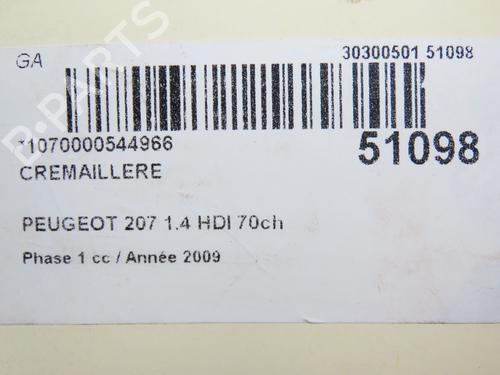 GA
30300501 51098
*1070000544966
51098
CREMAILLERE
PEUGEOT 207 1.4 HDI 70ch
Phase 1 cc / Année 2009
B-PARTS